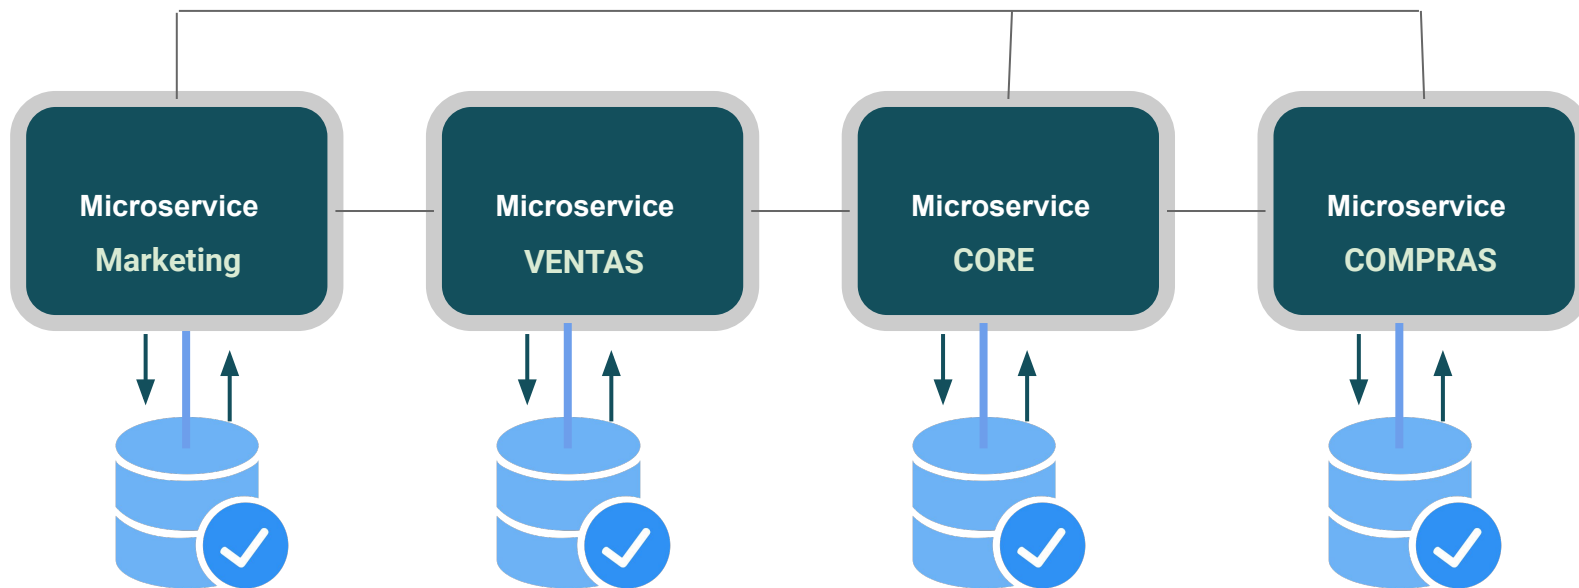 Microservice
Marketing
Microservice
VENTAS
Microservice
CORE
Microservice
COMPRAS